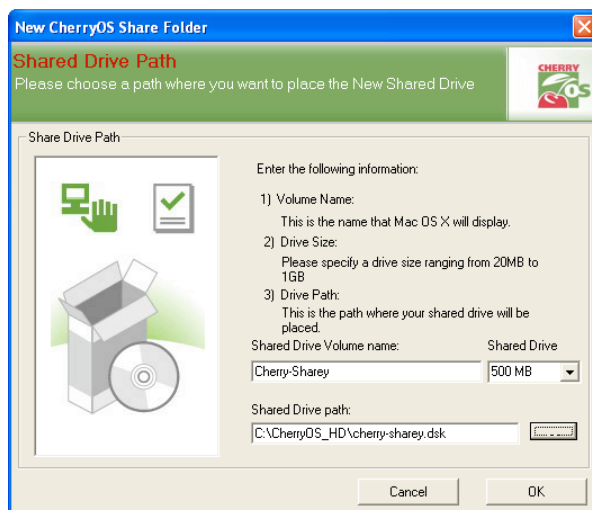 New CherryOS Share Folder
Shared Drive Path
Please choose a path where you want to place the New Shared Drive
CHERRY
OS
Share Drive Path
Enter the following information:
1) Volume Name:
This is the name that Mac OS X will display.
2) Drive Size:
Please specify a drive size ranging from 20MB to
1GB
3) Drive Path:
This is the path where your shared drive will be
placed.
Shared Drive Volume name: Shared Drive
Cherry-Sharey 500 MB
Shared Drive path:
C:\CherryOS_HD\cherry-sharey.dsk ...
Cancel OK